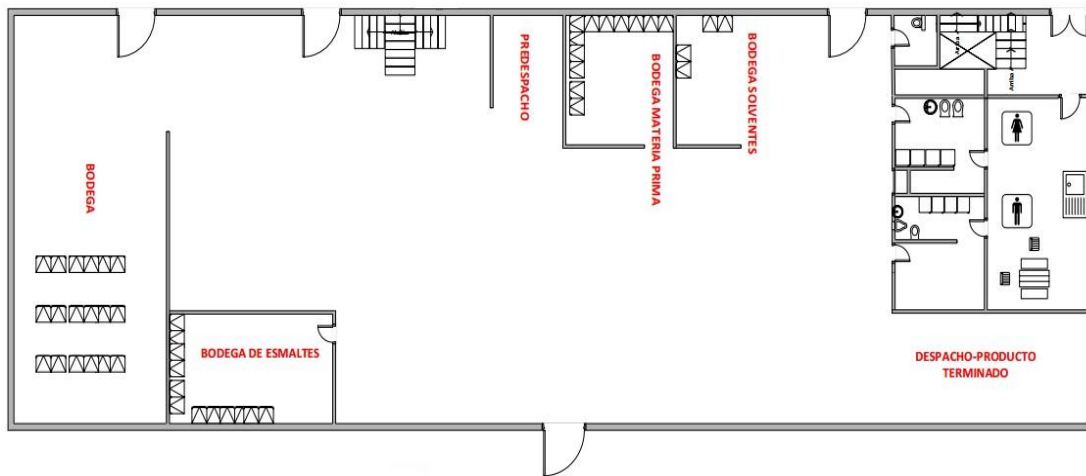 PREDESPACHO
BODEGA MATERIA PRIMA
BODEGA SOLVENTES
BODEGA
BODEGA DE ESMALTES
DESPACHO-PRODUCTO
TERMINADO